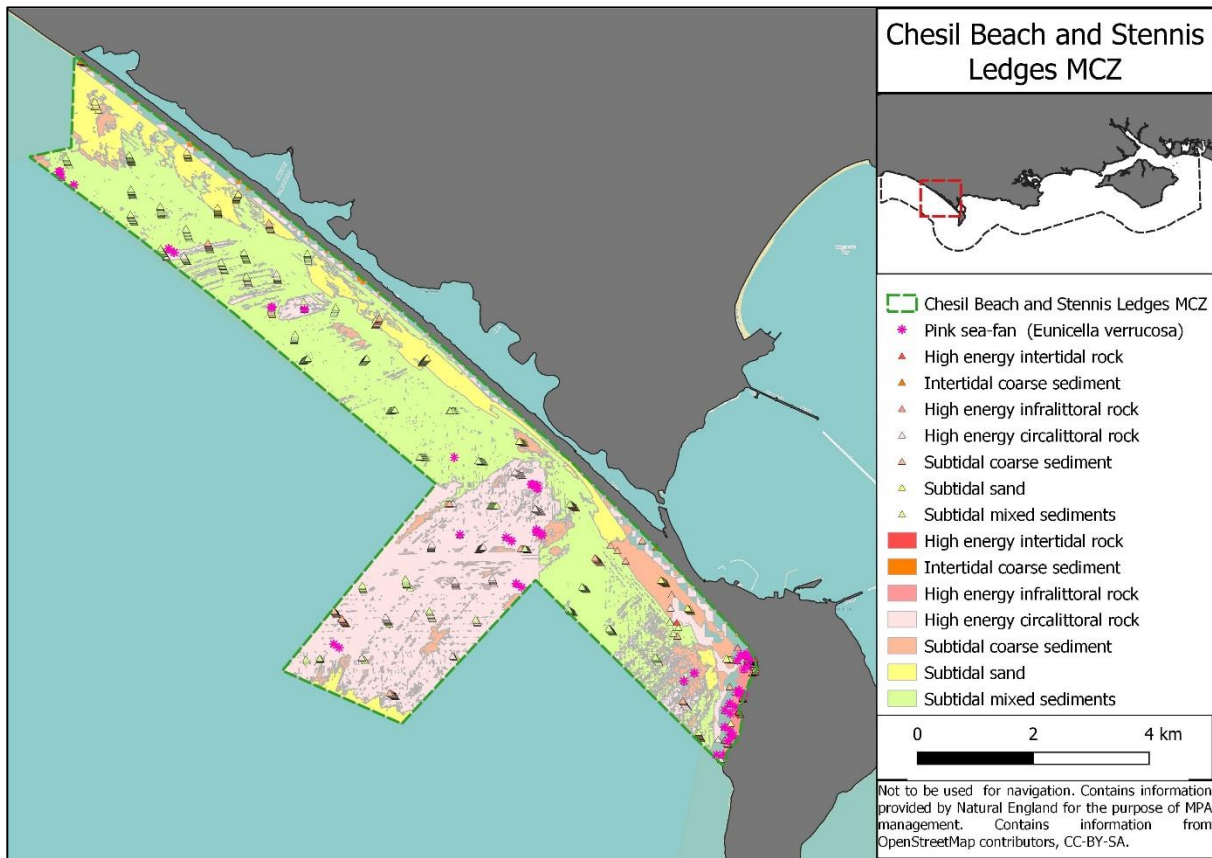 Chesil Beach and Stennis
Ledges MCZ
Chesil Beach and Stennis Ledges MCZ
Pink sea-fan (Eunicella verrucosa)
High energy intertidal rock
Intertidal coarse sediment
High energy infralittoral rock
High energy circalittoral rock
Subtidal coarse sediment
Subtidal sand
Subtidal mixed sediments
High energy intertidal rock
Intertidal coarse sediment
High energy infralittoral rock
High energy circalittoral rock
Subtidal coarse sediment
Subtidal sand
Subtidal mixed sediments
0 2 4 km
Not to be used for navigation. Contains information
provided by Natural England for the purpose of MPA
management. Contains information from
OpenStreetMap contributors, CC-BY-SA.